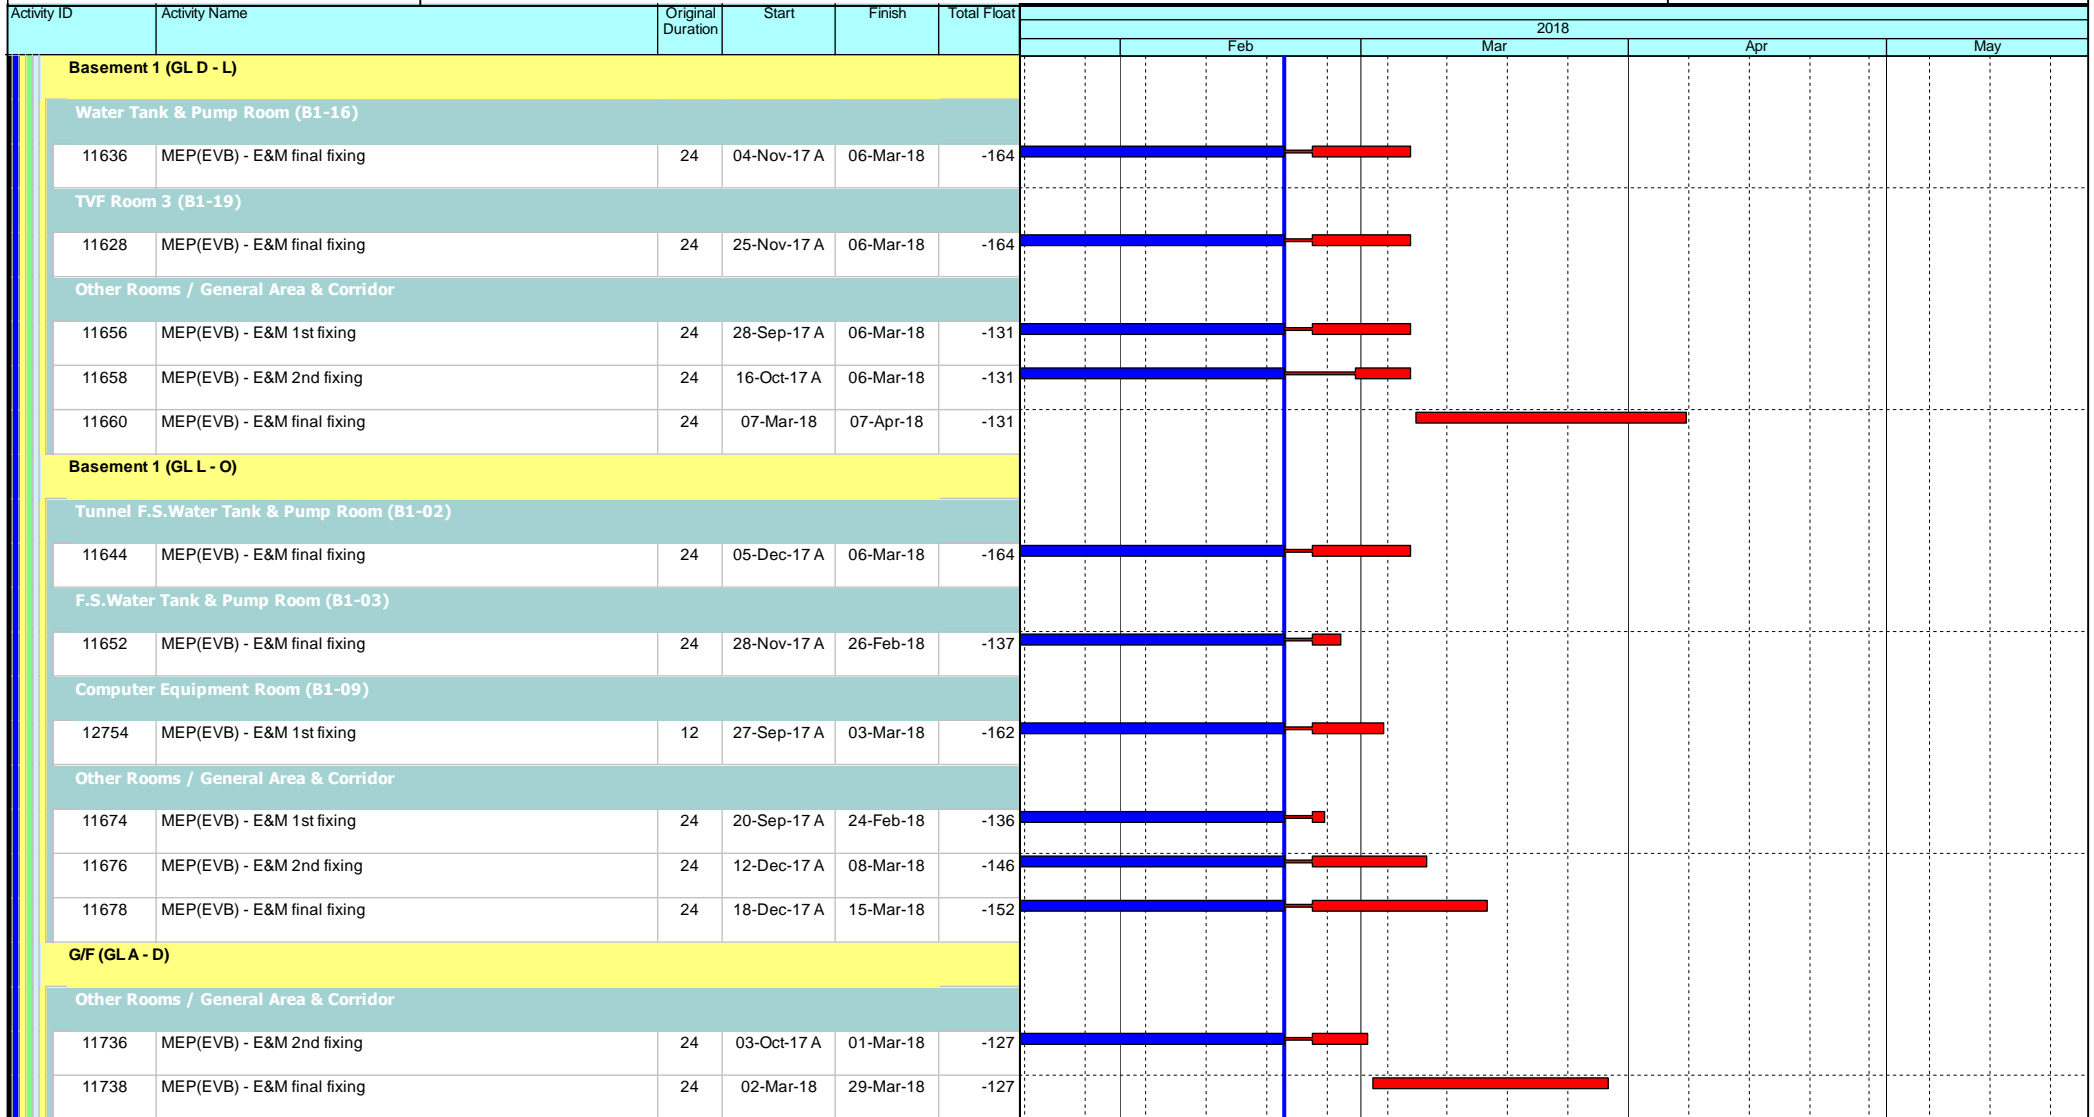 Activity ID Activity Name Original Duration Start Finish Total Float
2018
Feb Mar Apr May
Basement 1 (GL D - L)
Water Tank & Pump Room (B1-16)
11636 MEP(EVB) - E&M final fixing 24 04-Nov-17 A 06-Mar-18 -164
TVF Room 3 (B1-19)
11628 MEP(EVB) - E&M final fixing 24 25-Nov-17 A 06-Mar-18 -164
Other Rooms / General Area & Corridor
11656 MEP(EVB) - E&M 1st fixing 24 28-Sep-17 A 06-Mar-18 -131
11658 MEP(EVB) - E&M 2nd fixing 24 16-Oct-17 A 06-Mar-18 -131
11660 MEP(EVB) - E&M final fixing 24 07-Mar-18 07-Apr-18 -131
Basement 1 (GL L - O)
Tunnel F.S.Water Tank & Pump Room (B1-02)
11644 MEP(EVB) - E&M final fixing 24 05-Dec-17 A 06-Mar-18 -164
F.S.Water Tank & Pump Room (B1-03)
11652 MEP(EVB) - E&M final fixing 24 28-Nov-17 A 26-Feb-18 -137
Computer Equipment Room (B1-09)
12754 MEP(EVB) - E&M 1st fixing 12 27-Sep-17 A 03-Mar-18 -162
Other Rooms / General Area & Corridor
11674 MEP(EVB) - E&M 1st fixing 24 20-Sep-17 A 24-Feb-18 -136
11676 MEP(EVB) - E&M 2nd fixing 24 12-Dec-17 A 08-Mar-18 -146
11678 MEP(EVB) - E&M final fixing 24 18-Dec-17 A 15-Mar-18 -152
G/F (GL A - D)
Other Rooms / General Area & Corridor
11736 MEP(EVB) - E&M 2nd fixing 24 03-Oct-17 A 01-Mar-18 -127
11738 MEP(EVB) - E&M final fixing 24 02-Mar-18 29-Mar-18 -127